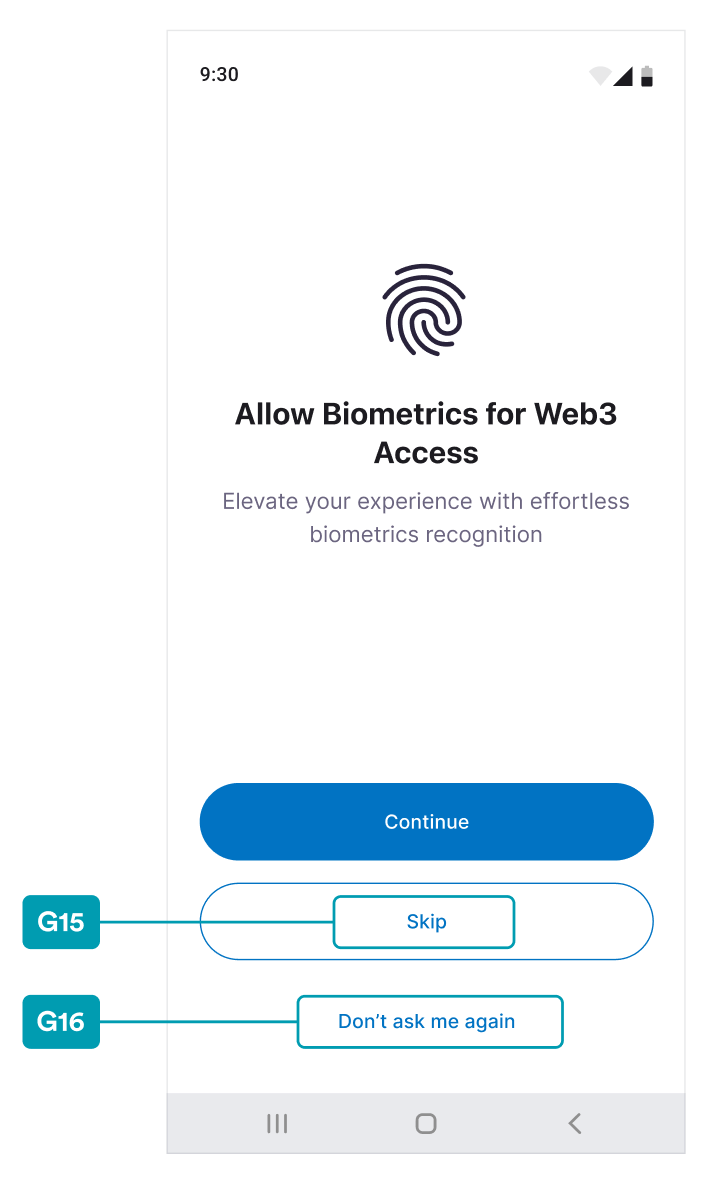 9:30
Allow Biometrics for Web3
Access
Elevate your experience with effortless
biometrics recognition
Continue
G15
Skip
G16
Don’t ask me again